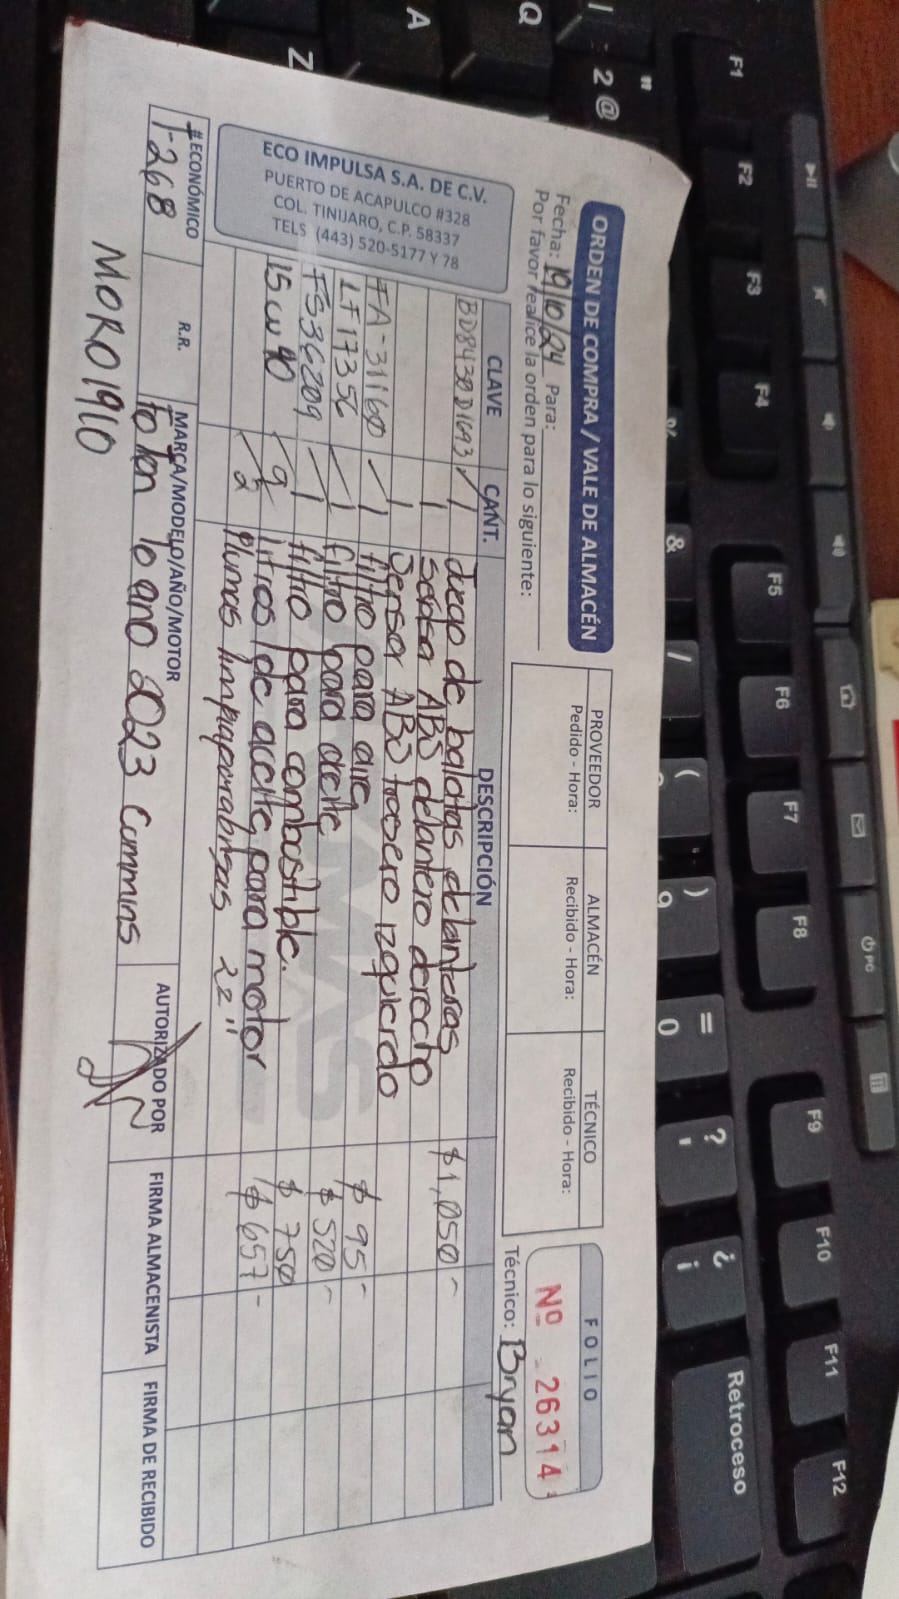 ORDEN DE COMPRA / VALE DE ALMACÉN
Fecha: 19/10/24 Para:
Por favor realice la orden para lo siguiente:
PROVEEDOR
Pedido - Hora:
ALMACÉN
Recibido - Hora:
TÉCNICO
Recibido - Hora:
FOLIO
Nº 26314
Técnico: Bryan
ECO IMPULSA S.A. DE C.V.
PUERTO DE ACAPULCO #328
COL. TINIJARO, C.P. 58337
TELS (443) 520-5177 Y 78
CLAVE CANT. DESCRIPCIÓN
BD8430D1693 1 Juego de balatas delanteras $1,050-
1 Sensor ABS delantero derecho
1 Sensor ABS trasero izquierdo
FA-31160 1 filtro para aire $95-
LF17356 1 filtro para aceite $520-
FS36209 1 filtro para combustible. $750
15w40 9 litros de aceite para motor $657-
2 Plumas limpiaparabrisas 22"
#ECONÓMICO R.R. MARCA/MODELO/AÑO/MOTOR AUTORIZADO POR FIRMA ALMACENISTA FIRMA DE RECIBIDO
T-268 Foton 10 ano 2023 Cummins
MORO1910
Q
A
Z
1
2 @ "
F1
F2
F3
F4
F5
F6
F7
F8
F9
F10
F11
F12
%
&
/
(
) 9
= 0
? '
¿ ¡
Retroceso